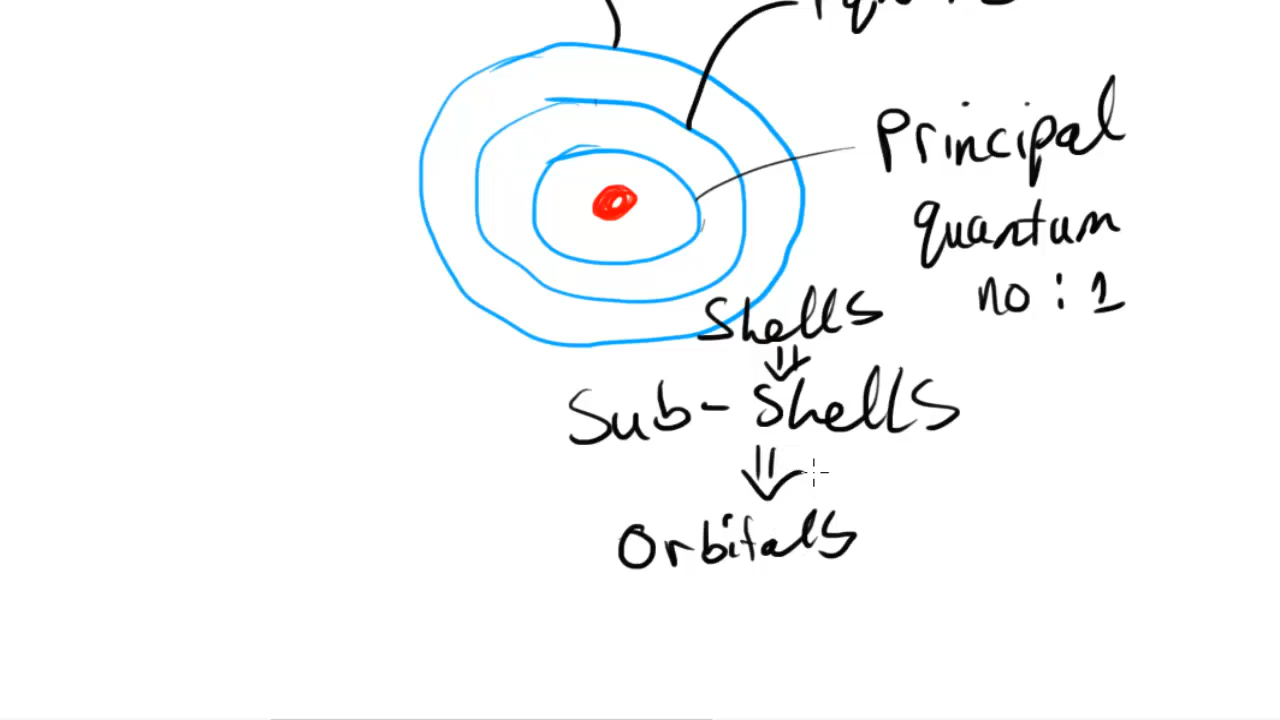 Principal
quantum
no : 1
Shells
Sub-Shells
Orbitals